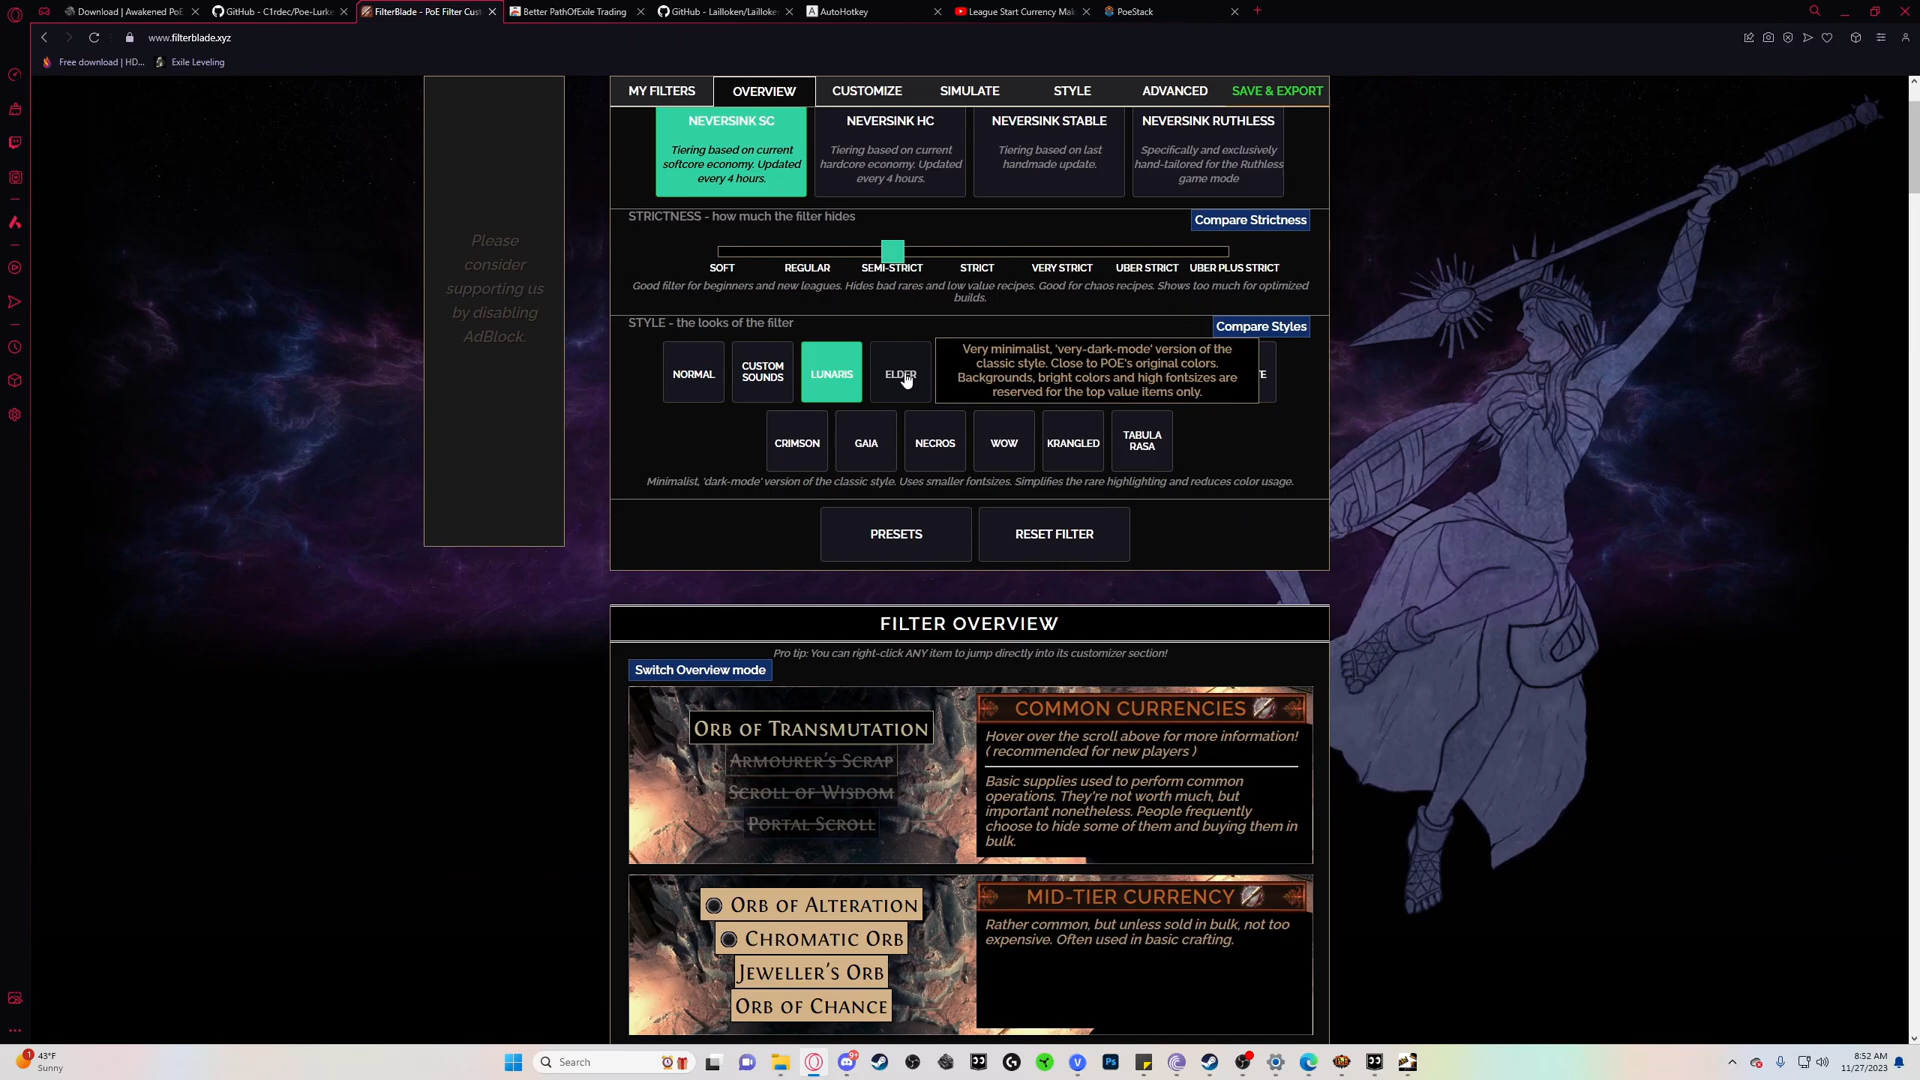 Download | Awakened PoE
GitHub - C1rdec/Poe-Lurke
FilterBlade - PoE Filter Cust
Better PathOfExile Trading
GitHub - Lailloken/Lailloke
AutoHotkey
League Start Currency Mak
PoeStack
www.filterblade.xyz
Free download | HD...
Exile Leveling
Please
consider
supporting us
by disabling
AdBlock.
MY FILTERS
OVERVIEW
CUSTOMIZE
SIMULATE
STYLE
ADVANCED
SAVE & EXPORT
NEVERSINK SC
Tiering based on current
softcore economy. Updated
every 4 hours.
NEVERSINK HC
Tiering based on current
hardcore economy. Updated
every 4 hours.
NEVERSINK STABLE
Tiering based on last
handmade update.
NEVERSINK RUTHLESS
Specifically and exclusively
hand-tailored for the Ruthless
game mode
STRICTNESS - how much the filter hides
Compare Strictness
SOFT
REGULAR
SEMI-STRICT
STRICT
VERY STRICT
UBER STRICT
UBER PLUS STRICT
Good filter for beginners and new leagues. Hides bad rares and low value recipes. Good for chaos recipes. Shows too much for optimized
builds.
STYLE - the looks of the filter
Compare Styles
NORMAL
CUSTOM
SOUNDS
LUNARIS
ELDER
Very minimalist, 'very-dark-mode' version of the
classic style. Close to POE's original colors.
Backgrounds, bright colors and high fontsizes are
reserved for the top value items only.
TE
CRIMSON
GAIA
NECROS
WOW
KRANGLED
TABULA
RASA
Minimalist, 'dark-mode' version of the classic style. Uses smaller fontsizes. Simplifies the rare highlighting and reduces color usage.
PRESETS
RESET FILTER
FILTER OVERVIEW
Pro tip: You can right-click ANY item to jump directly into its customizer section!
Switch Overview mode
ORB OF TRANSMUTATION
ARMOURER'S SCRAP
SCROLL OF WISDOM
PORTAL SCROLL
COMMON CURRENCIES
Hover over the scroll above for more information!
( recommended for new players )
Basic supplies used to perform common
operations. They're not worth much, but
important nonetheless. People frequently
choose to hide some of them and buying them in
bulk.
ORB OF ALTERATION
CHROMATIC ORB
JEWELLER'S ORB
ORB OF CHANCE
MID-TIER CURRENCY
Rather common, but unless sold in bulk, not too
expensive. Often used in basic crafting.
1
43°F
Sunny
Search
9+
8:52 AM
11/27/2023